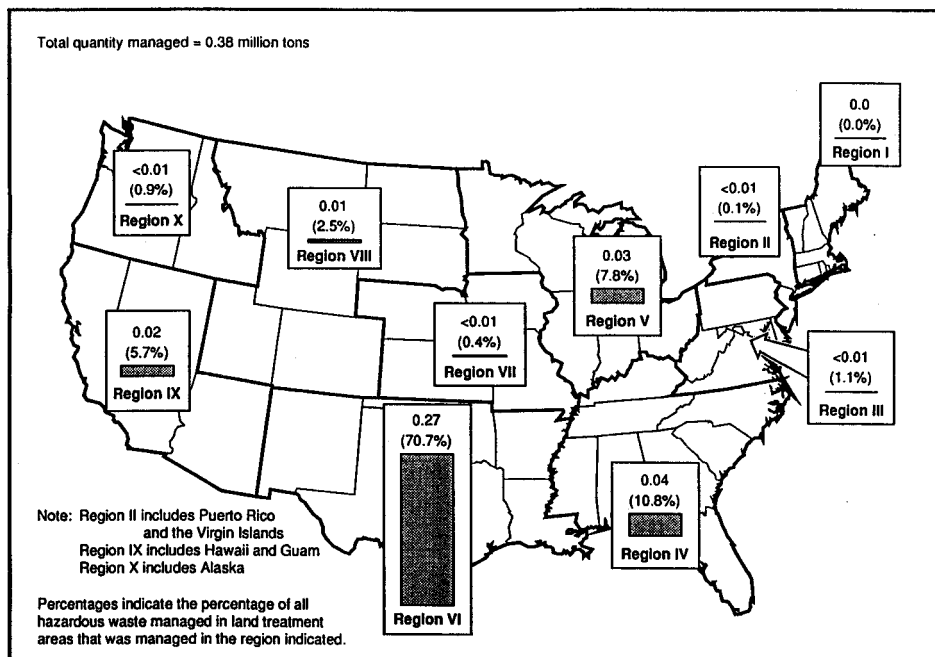 Total quantity managed = 0.38 million tons
0.0
(0.0%)
Region I
<0.01
(0.9%)
Region X
0.01
(2.5%)
Region VIII
<0.01
(0.1%)
Region II
0.03
(7.8%)
Region V
0.02
(5.7%)
Region IX
<0.01
(0.4%)
Region VII
<0.01
(1.1%)
Region III
0.27
(70.7%)
Region VI
0.04
(10.8%)
Region IV
Note: Region II includes Puerto Rico
and the Virgin Islands
Region IX includes Hawaii and Guam
Region X includes Alaska
Percentages indicate the percentage of all
hazardous waste managed in land treatment
areas that was managed in the region indicated.